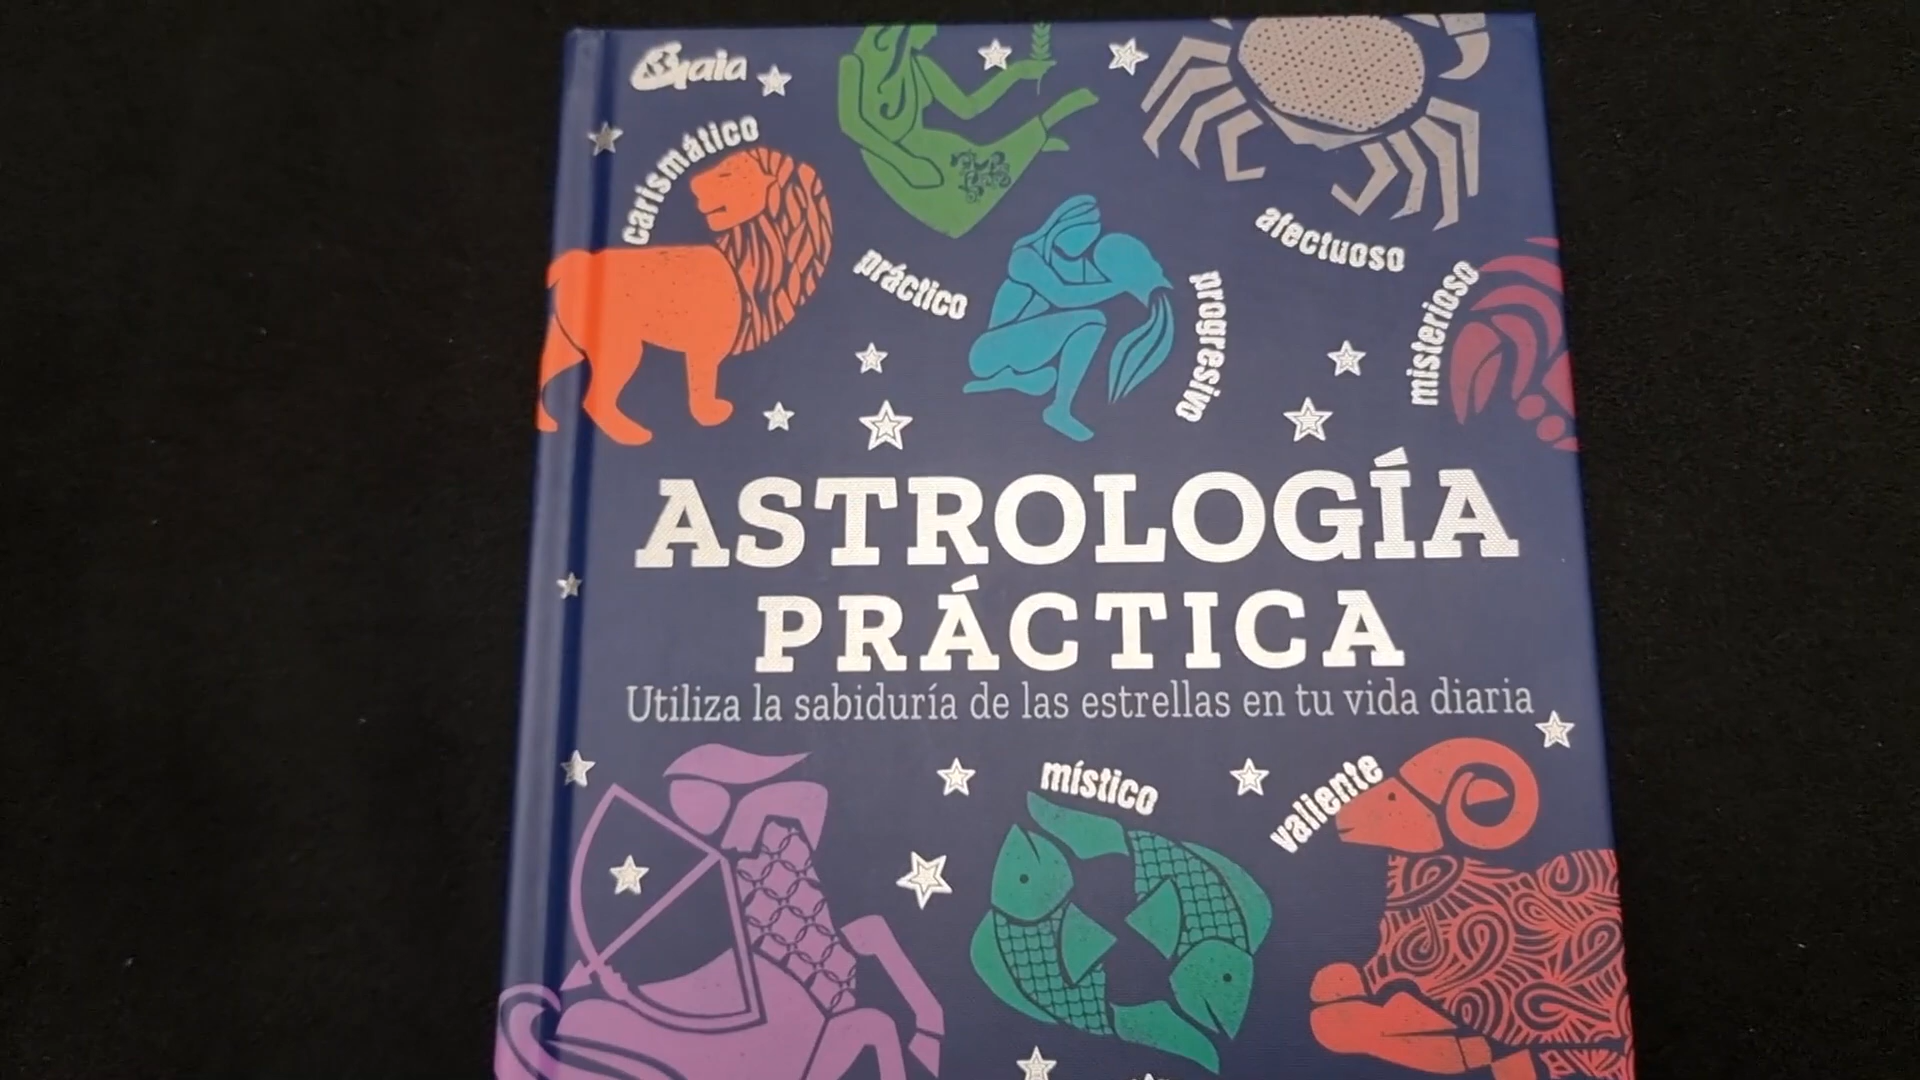 Gaia
carismático
práctico
progresivo
afectuoso
misterioso
ASTROLOGÍA
PRÁCTICA
Utiliza la sabiduría de las estrellas en tu vida diaria
místico
valiente